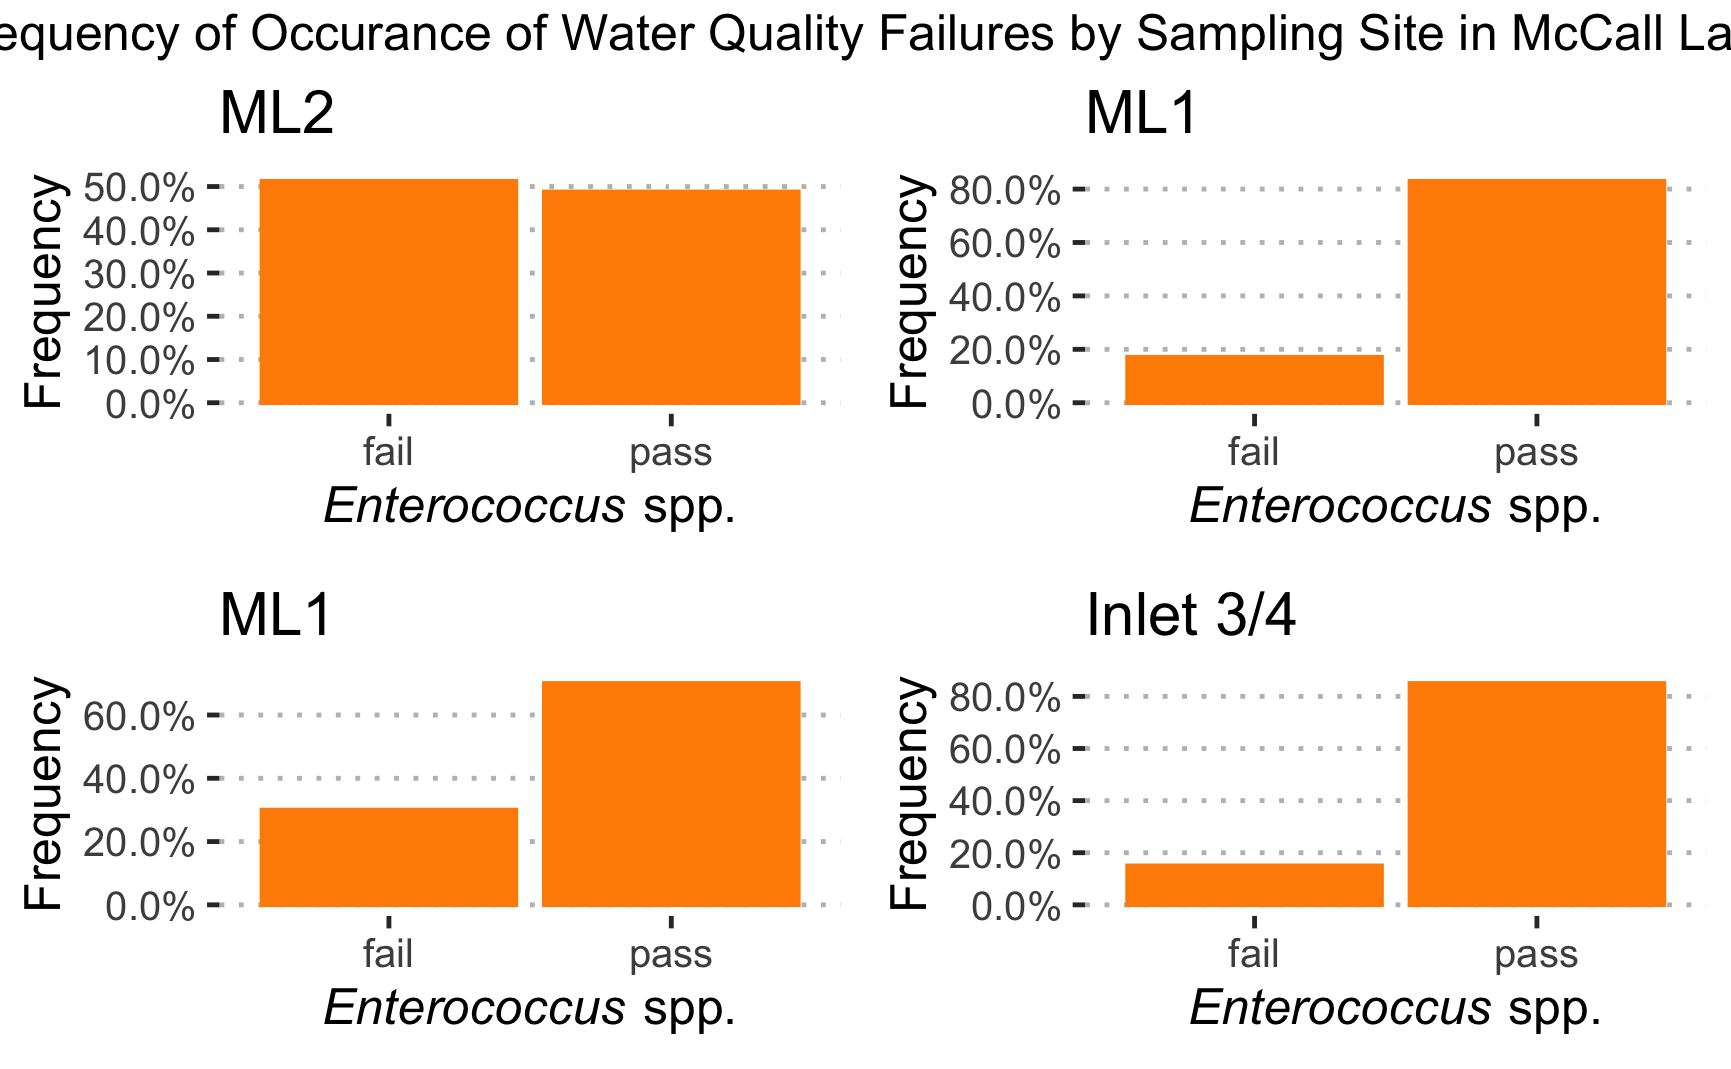 equency of Occurance of Water Quality Failures by Sampling Site in McCall La
ML2
Frequency
50.0%
40.0%
30.0%
20.0%
10.0%
0.0%
fail pass
Enterococcus spp.
ML1
Frequency
80.0%
60.0%
40.0%
20.0%
0.0%
fail pass
Enterococcus spp.
ML1
Frequency
60.0%
40.0%
20.0%
0.0%
fail pass
Enterococcus spp.
Inlet 3/4
Frequency
80.0%
60.0%
40.0%
20.0%
0.0%
fail pass
Enterococcus spp.